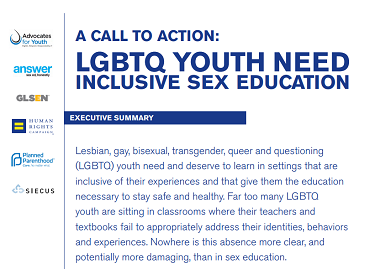 Advocates
for Youth
answer
GLSEN
HUMAN
RIGHTS
CAMPAIGN
Planned
Parenthood
SIECUS
A CALL TO ACTION:
LGBTQ YOUTH NEED
INCLUSIVE SEX EDUCATION
EXECUTIVE SUMMARY
Lesbian, gay, bisexual, transgender, queer and questioning
(LGBTQ) youth need and deserve to learn in settings that are
inclusive of their experiences and that give them the education
necessary to stay safe and healthy. Far too many LGBTQ
youth are sitting in classrooms where their teachers and
textbooks fail to appropriately address their identities, behaviors
and experiences. Nowhere is this absence more clear, and
potentially more damaging, than in sex education.